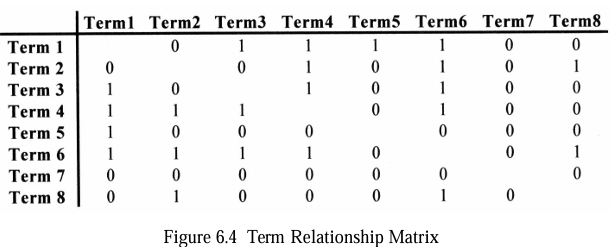 Term1 Term2 Term3 Term4 Term5 Term6 Term7 Term8
Term 1 0 1 1 1 1 0 0
Term 2 0 0 1 0 1 0 1
Term 3 1 0 1 0 1 0 0
Term 4 1 1 1 0 1 0 0
Term 5 1 0 0 0 0 0 0
Term 6 1 1 1 1 0 0 1
Term 7 0 0 0 0 0 0 0
Term 8 0 1 0 0 0 1 0
Figure 6.4 Term Relationship Matrix